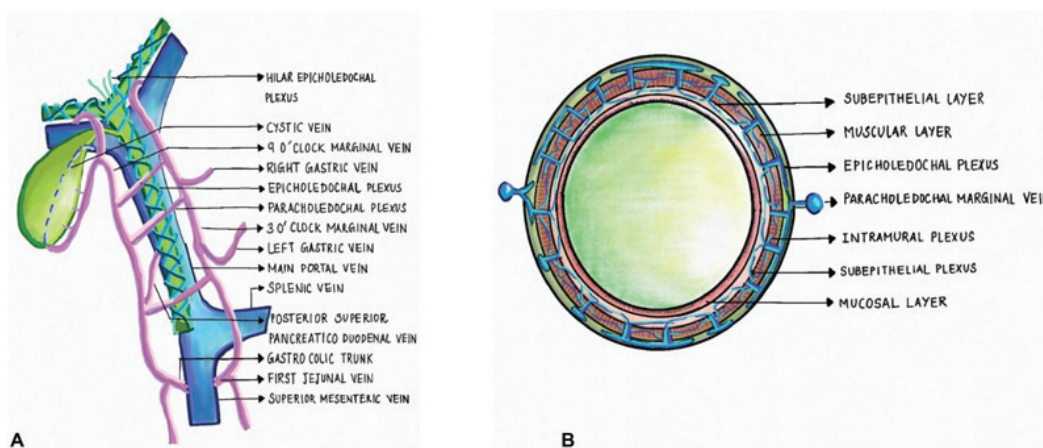 HILAR EPICHOLEDOCHAL
PLEXUS
CYSTIC VEIN
9 O'CLOCK MARGINAL VEIN
RIGHT GASTRIC VEIN
EPICHOLEDOCHAL PLEXUS
PARACHOLEDOCHAL PLEXUS
3 O'CLOCK MARGINAL VEIN
LEFT GASTRIC VEIN
MAIN PORTAL VEIN
SPLENIC VEIN
POSTERIOR SUPERIOR
PANCREATICO DUODENAL VEIN
GASTRO COLIC TRUNK
FIRST JEJUNAL VEIN
SUPERIOR MESENTERIC VEIN
A
SUBEPITHELIAL LAYER
MUSCULAR LAYER
EPICHOLEDOCHAL PLEXUS
PARACHOLEDOCHAL MARGINAL VEI
INTRAMURAL PLEXUS
SUBEPITHELIAL PLEXUS
MUCOSAL LAYER
B